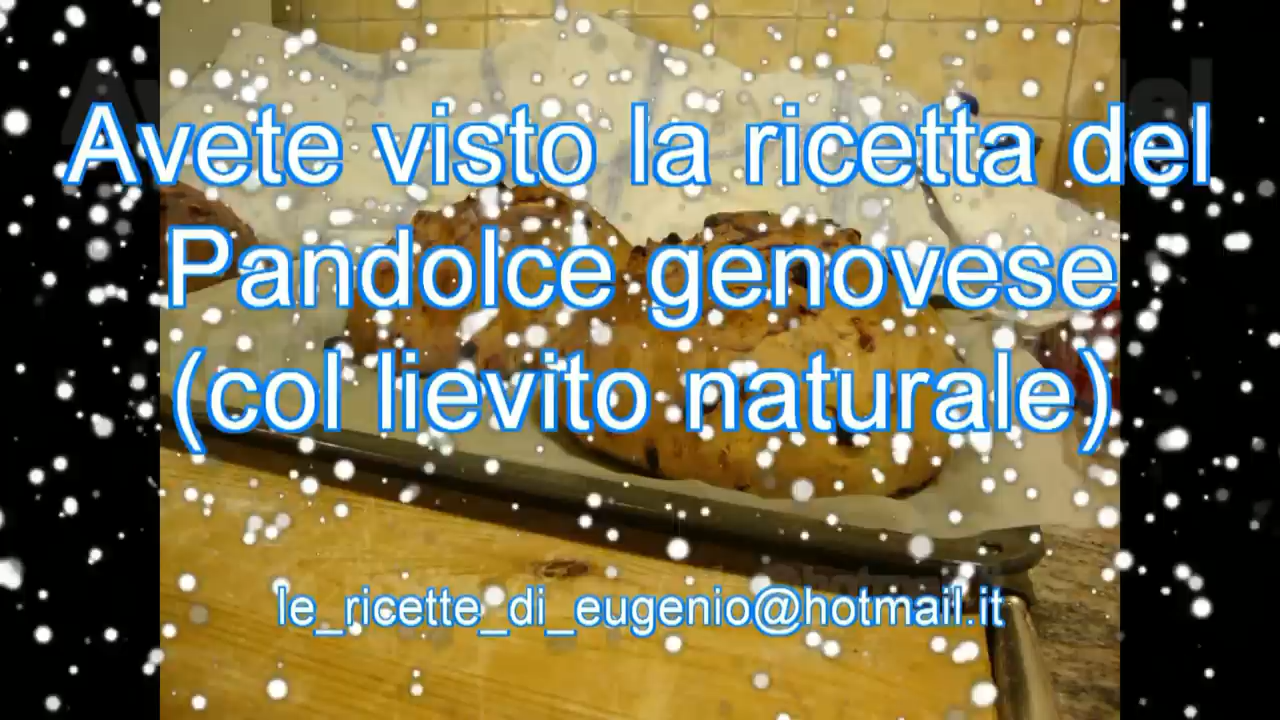 Avete visto la ricetta del
Pandolce genovese
(col lievito naturale)
le_ricette_di_eugenio@hotmail.it